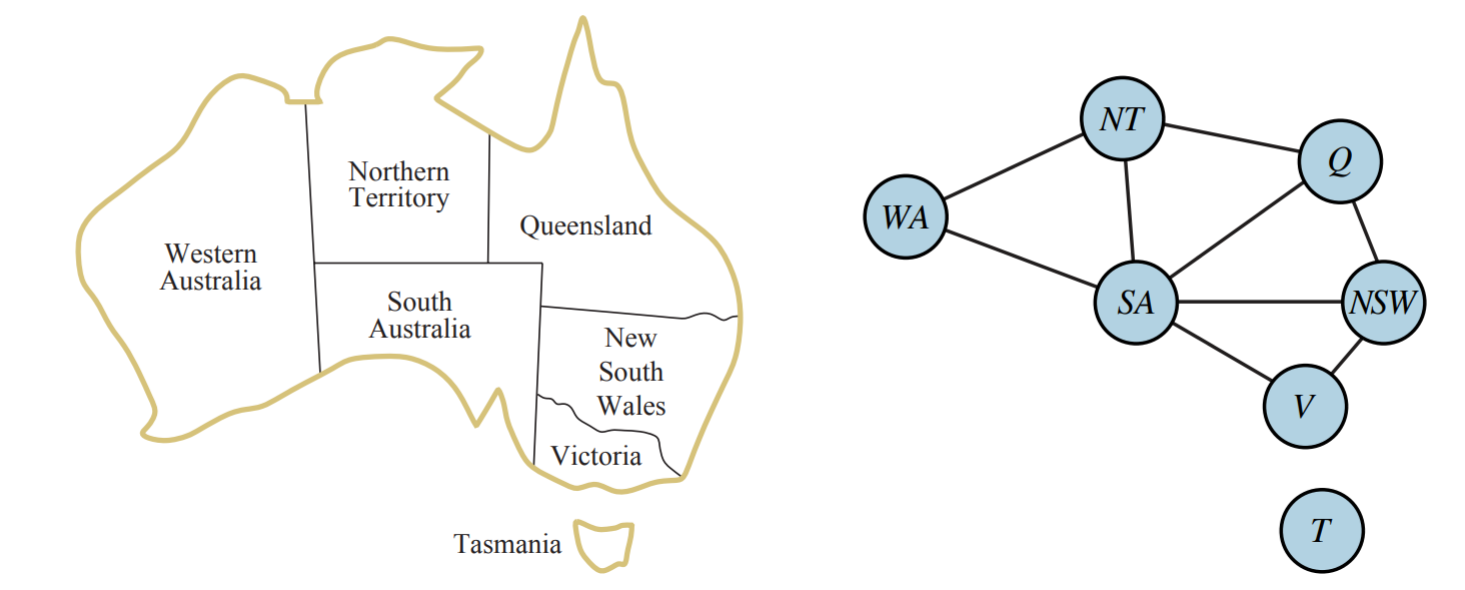 Northern
Territory
Queensland
Western
Australia
South
Australia
New
South
Wales
Victoria
Tasmania
NT
Q
WA
SA
NSW
V
T